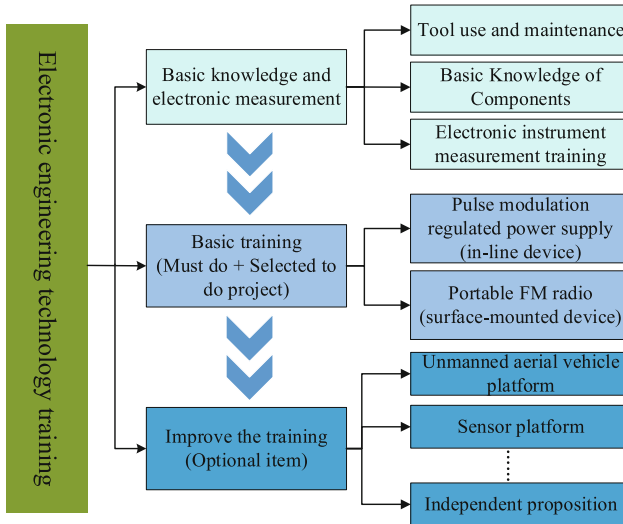 Electronic engineering technology training
Basic knowledge and
electronic measurement
Tool use and maintenance
Basic Knowledge of
Components
Electronic instrument
measurement training
Basic training
(Must do + Selected to
do project)
Pulse modulation
regulated power supply
(in-line device)
Portable FM radio
(surface-mounted device)
Improve the training
(Optional item)
Unmanned aerial vehicle
platform
Sensor platform
Independent proposition